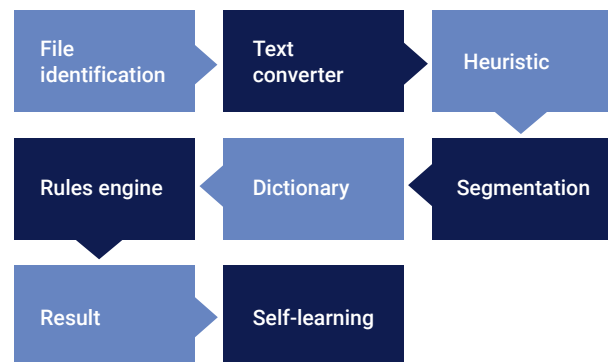 File
identification
Text
converter
Heuristic
Segmentation
Dictionary
Rules engine
Result
Self-learning